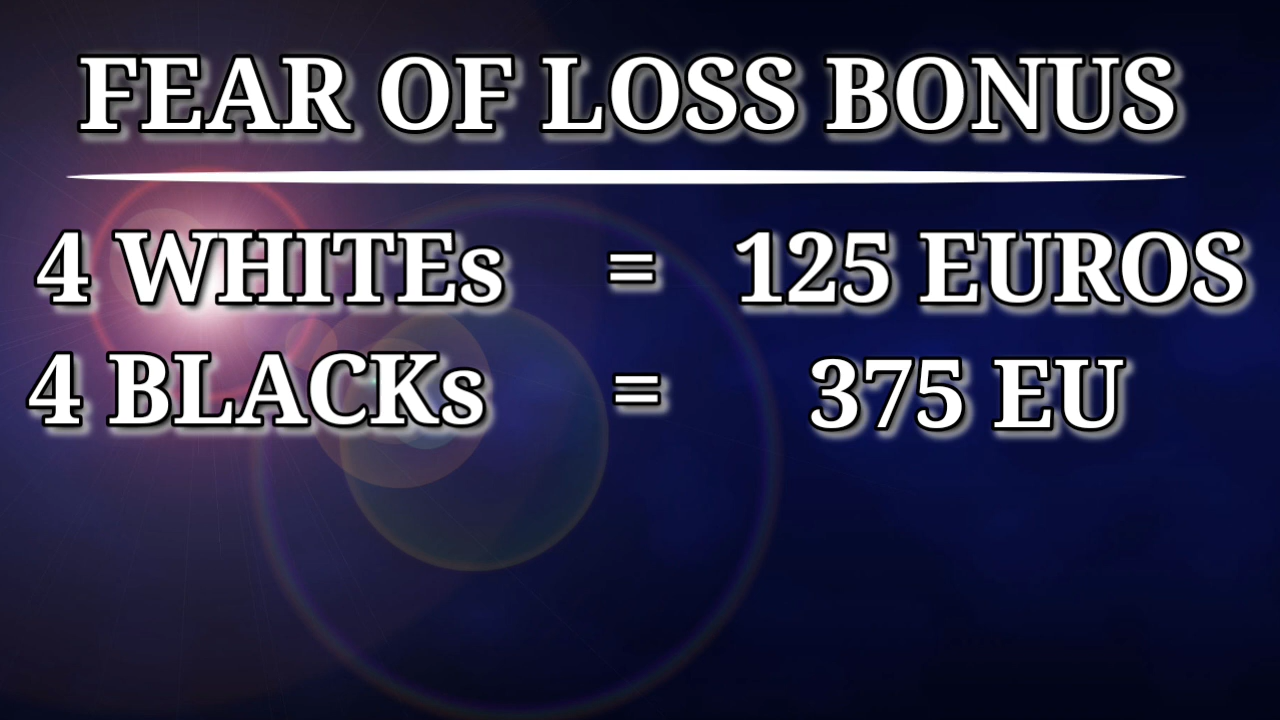 FEAR OF LOSS BONUS
4 WHITEs = 125 EUROS
4 BLACKs = 375 EU